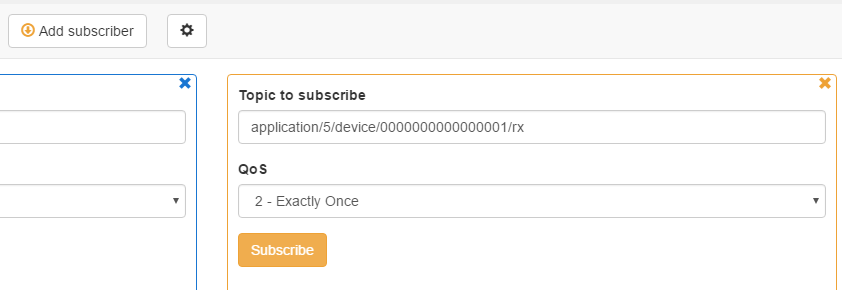 Add subscriber
Topic to subscribe
application/5/device/0000000000000001/rx
QoS
2 - Exactly Once
Subscribe